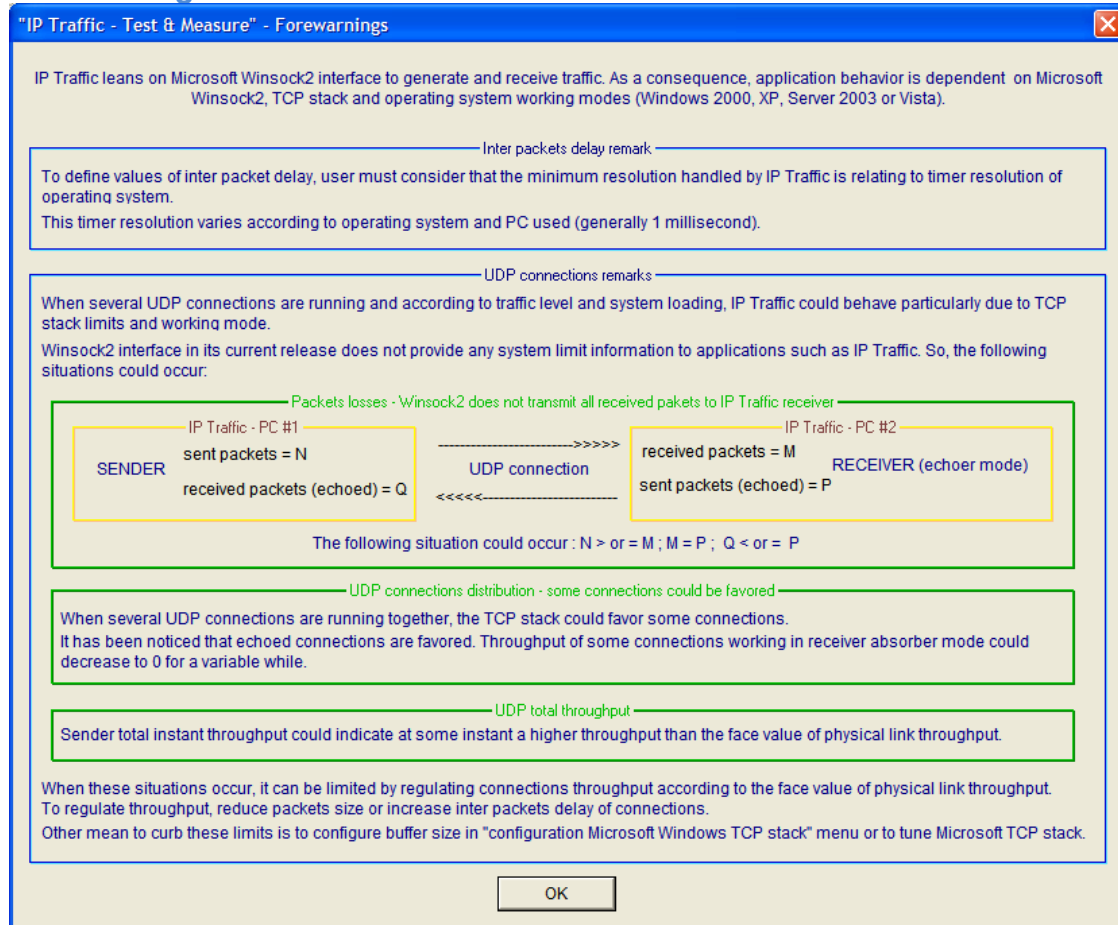 "IP Traffic - Test & Measure" - Forewarnings
IP Traffic leans on Microsoft Winsock2 interface to generate and receive traffic. As a consequence, application behavior is dependent on Microsoft
Winsock2, TCP stack and operating system working modes (Windows 2000, XP, Server 2003 or Vista).
Inter packets delay remark
To define values of inter packet delay, user must consider that the minimum resolution handled by IP Traffic is relating to timer resolution of
operating system.
This timer resolution varies according to operating system and PC used (generally 1 millisecond).
UDP connections remarks
When several UDP connections are running and according to traffic level and system loading, IP Traffic could behave particularly due to TCP
stack limits and working mode.
Winsock2 interface in its current release does not provide any system limit information to applications such as IP Traffic. So, the following
situations could occur:
Packets losses - Winsock2 does not transmit all received pakets to IP Traffic receiver
IP Traffic - PC #1
SENDER
sent packets = N
received packets (echoed) = Q
------------------------->>>>>
UDP connection
<<<<<-------------------------
IP Traffic - PC #2
received packets = M
RECEIVER (echoer mode)
sent packets (echoed) = P
The following situation could occur : N > or = M ; M = P ; Q < or = P
UDP connections distribution - some connections could be favored
When several UDP connections are running together, the TCP stack could favor some connections.
It has been noticed that echoed connections are favored. Throughput of some connections working in receiver absorber mode could
decrease to 0 for a variable while.
UDP total throughput
Sender total instant throughput could indicate at some instant a higher throughput than the face value of physical link throughput.
When these situations occur, it can be limited by regulating connections throughput according to the face value of physical link throughput.
To regulate throughput, reduce packets size or increase inter packets delay of connections.
Other mean to curb these limits is to configure buffer size in "configuration Microsoft Windows TCP stack" menu or to tune Microsoft TCP stack.
OK